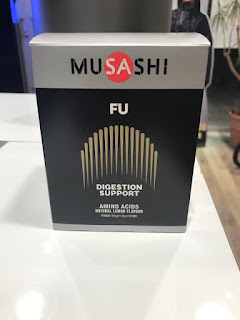 MUSASHI
FU
DIGESTION
SUPPORT
AMINO ACIDS
NATURAL LEMON FLAVOUR